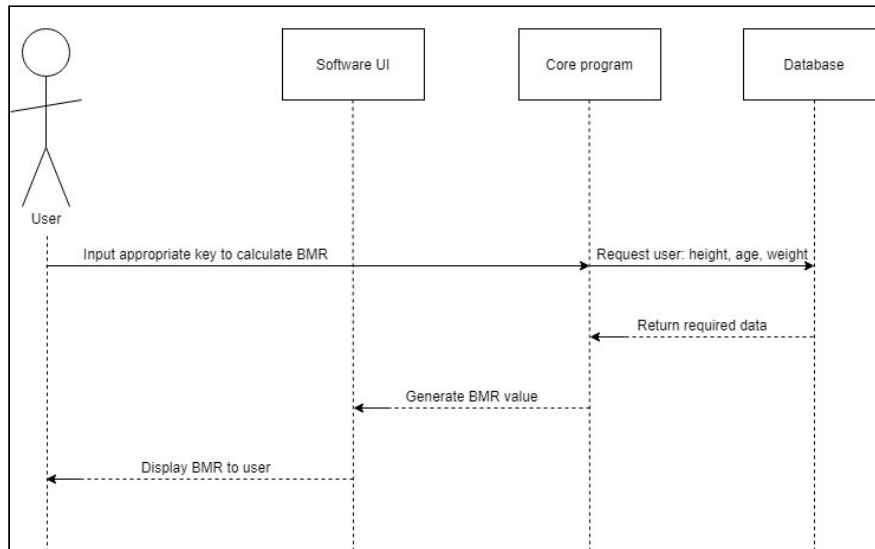 Software UI
Core program
Database
User
Input appropriate key to calculate BMR
Request user: height, age, weight
Return required data
Generate BMR value
Display BMR to user